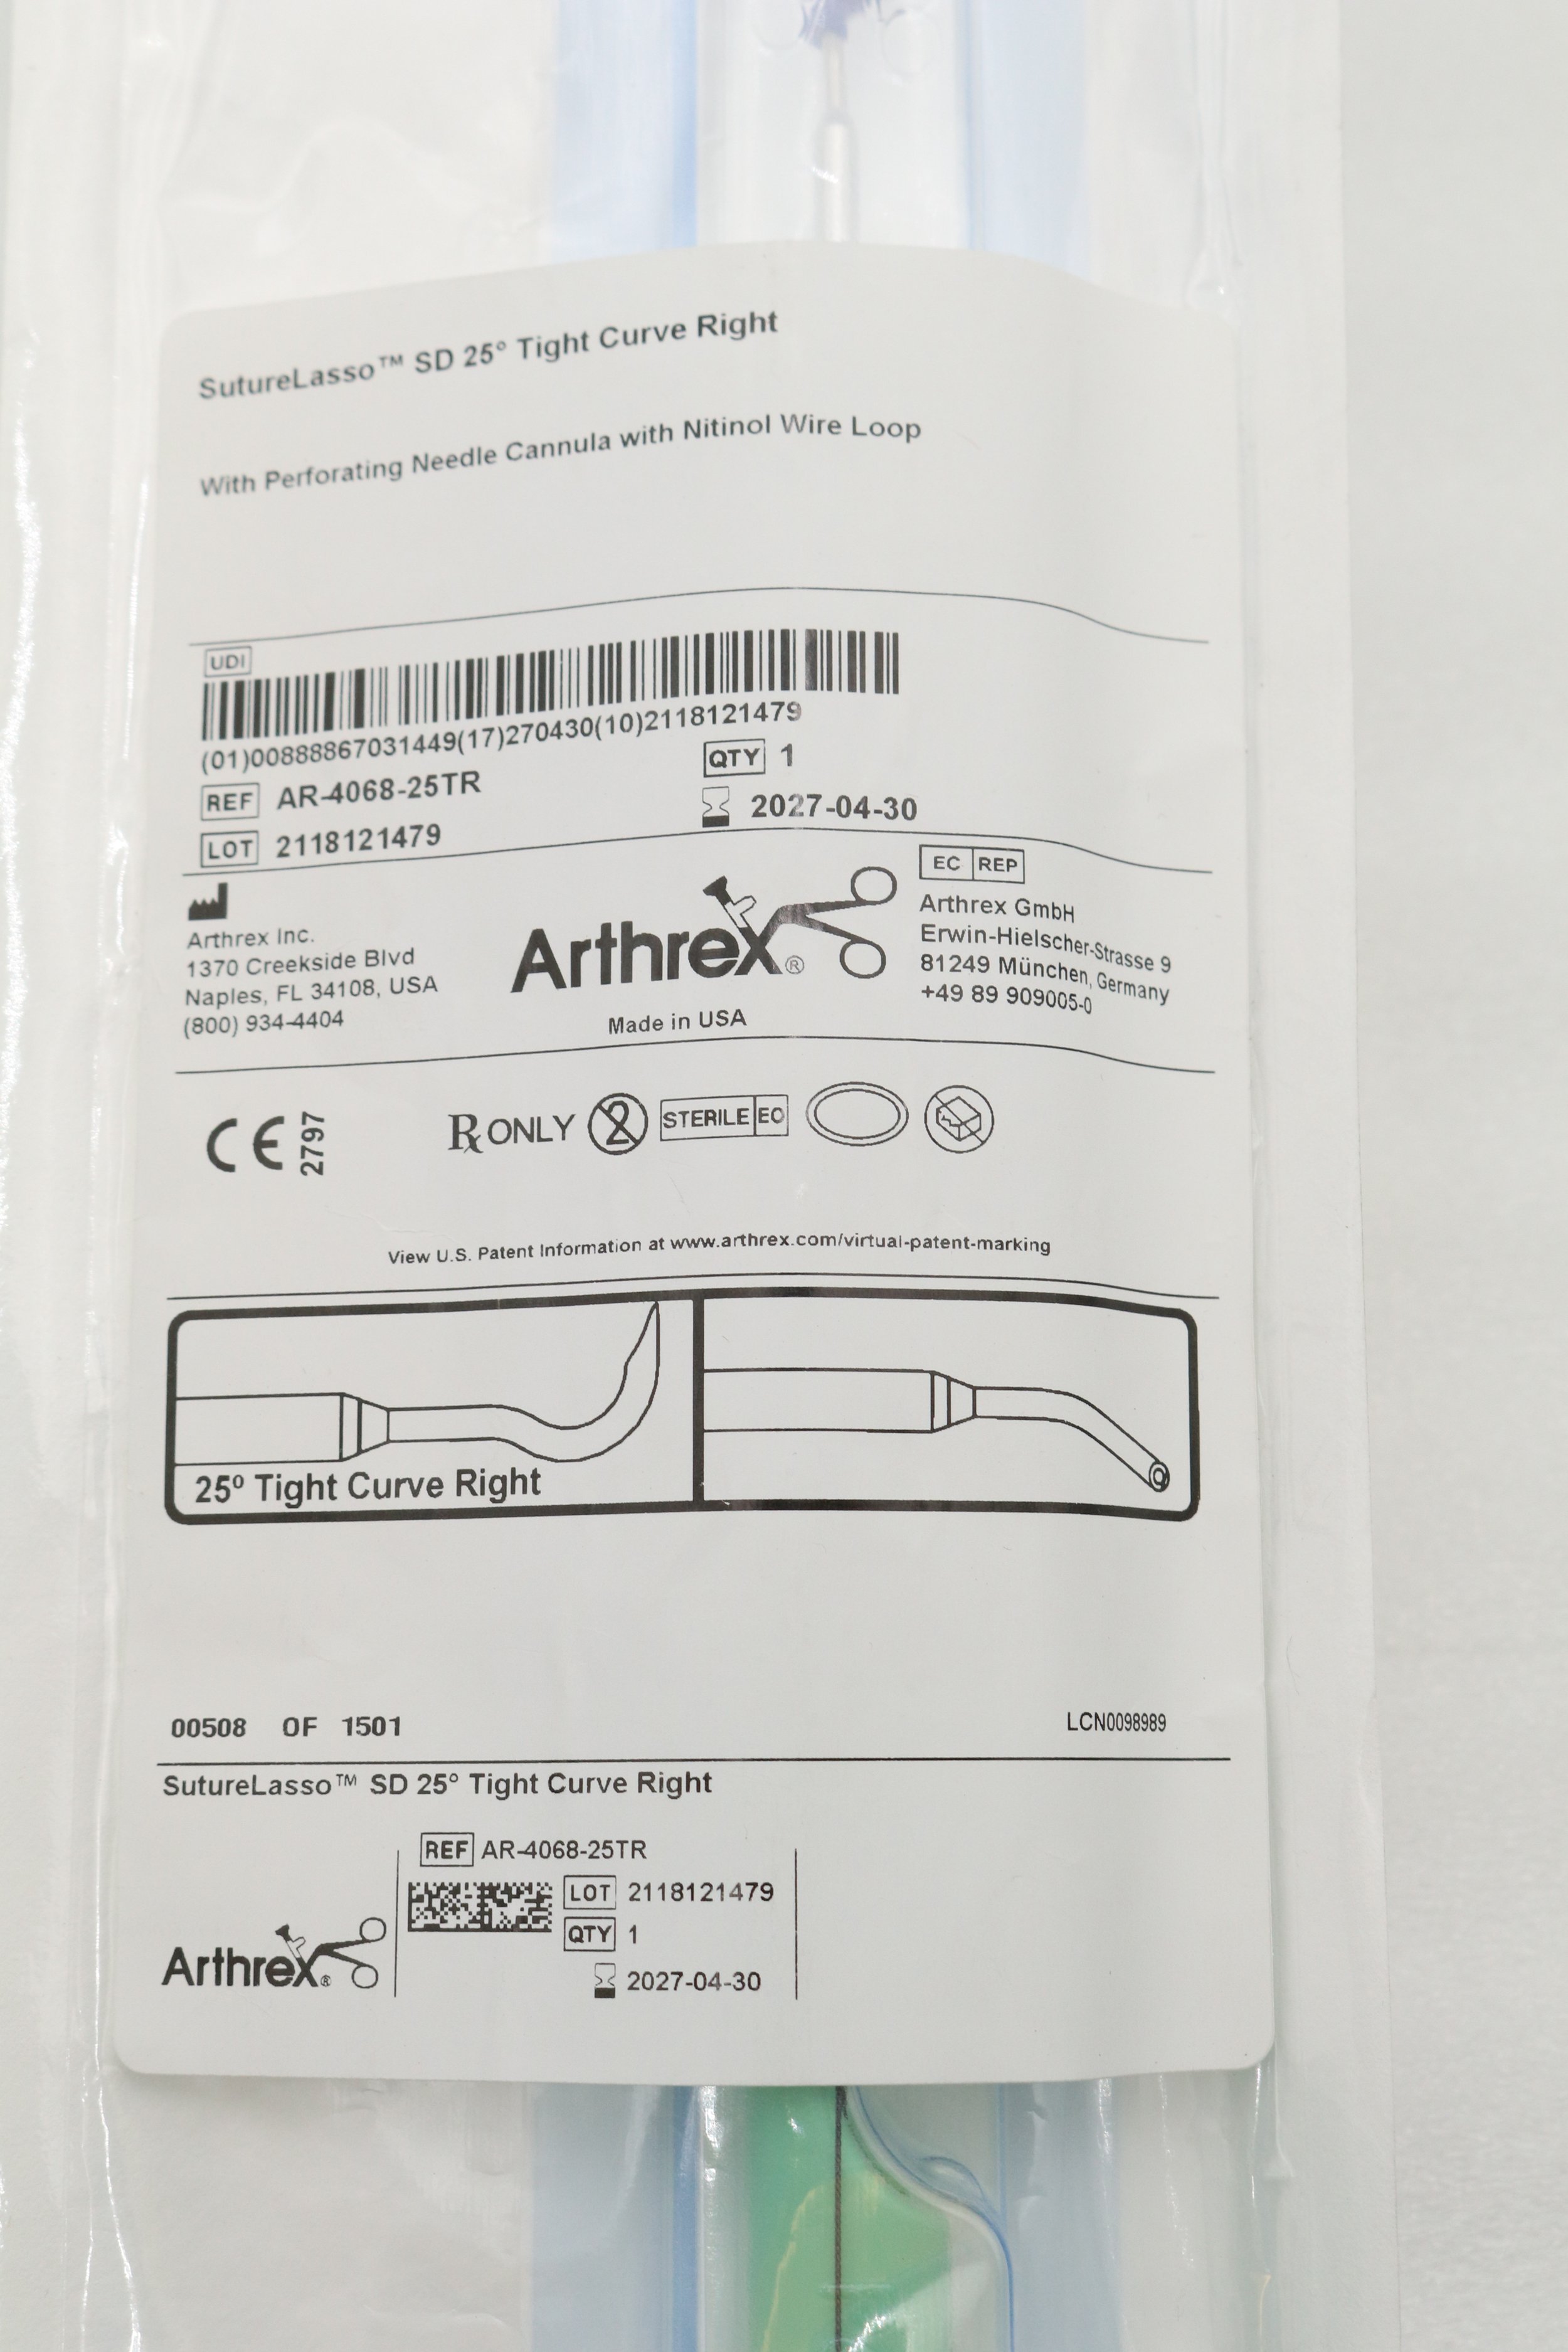 SutureLasso™ SD 25° Tight Curve Right
With Perforating Needle Cannula with Nitinol Wire Loop
UDI
(01)00888867031449(17)270430(10)2118121479
REF AR-4068-25TR
QTY 1
LOT 2118121479
2027-04-30
Arthrex Inc.
1370 Creekside Blvd
Naples, FL 34108, USA
(800) 934-4404
Arthrex®
Made in USA
EC REP
Arthrex GmbH
Erwin-Hielscher-Strasse 9
81249 München, Germany
+49 89 909005-0
CE 2797
Rx ONLY 2 STERILE EO
View U.S. Patent Information at www.arthrex.com/virtual-patent-marking
25º Tight Curve Right
00508 OF 1501
LCN0098989
SutureLasso™ SD 25° Tight Curve Right
Arthrex®
REF AR-4068-25TR
LOT 2118121479
QTY 1
2027-04-30